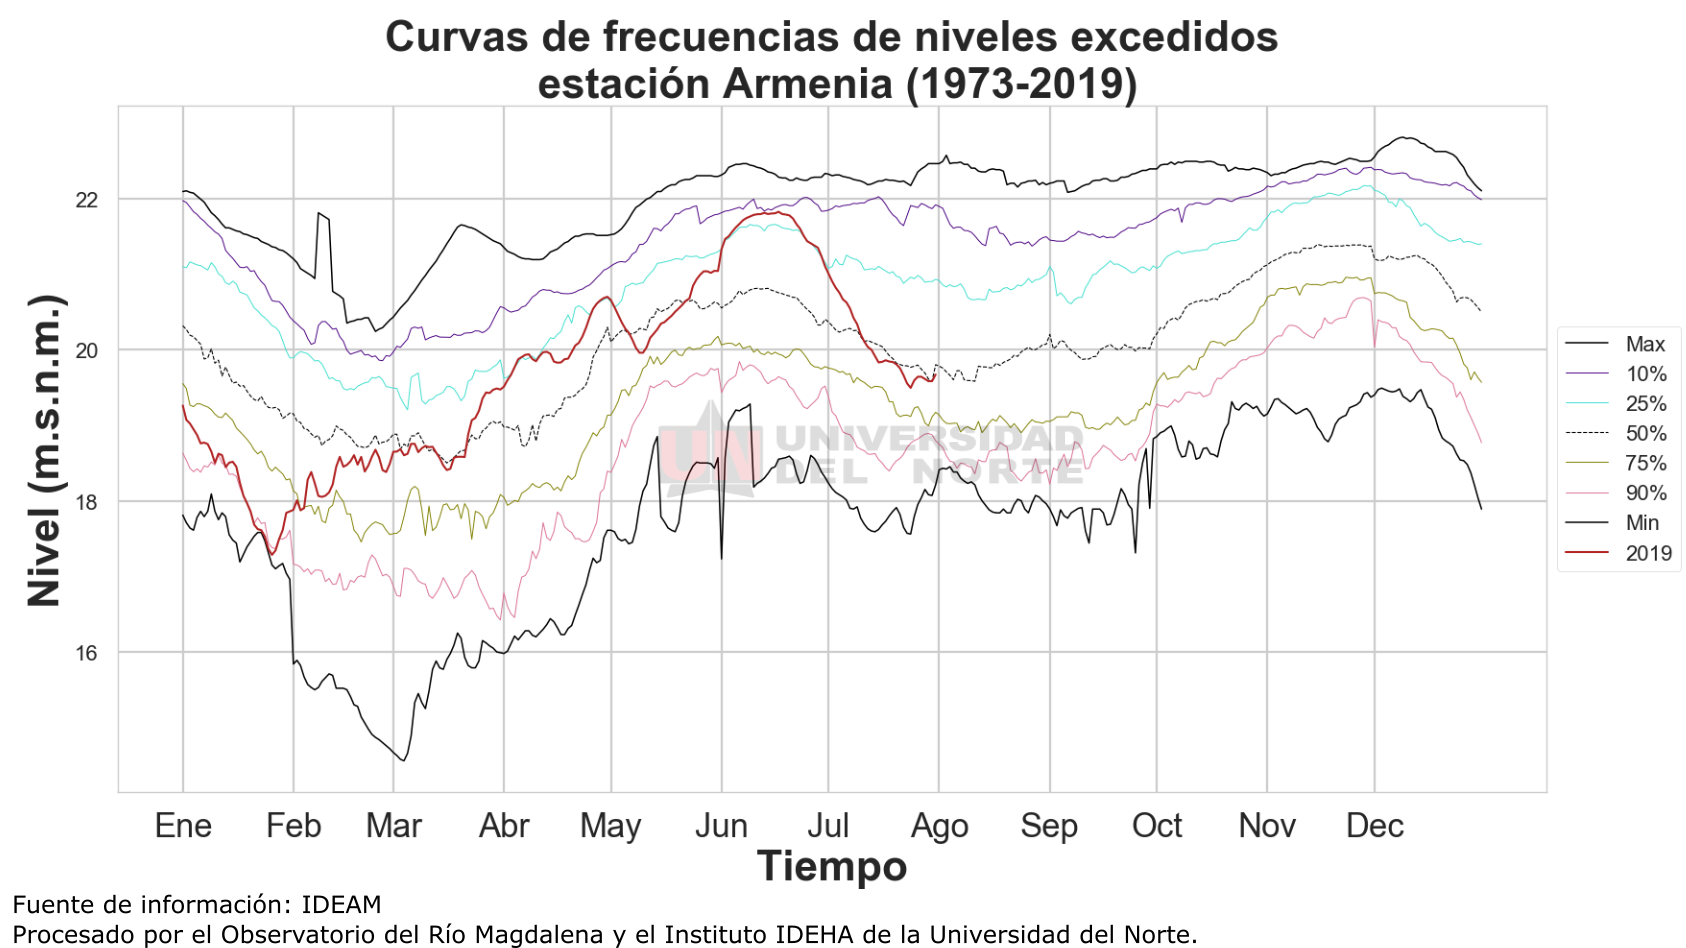 Curvas de frecuencias de niveles excedidos
estación Armenia (1973-2019)
Nivel (m.s.n.m.)
22
20
18
16
UN UNIVERSIDAD
DEL NORTE
Max
10%
25%
50%
75%
90%
Min
2019
Ene Feb Mar Abr May Jun Jul Ago Sep Oct Nov Dec
Tiempo
Fuente de información: IDEAM
Procesado por el Observatorio del Río Magdalena y el Instituto IDEHA de la Universidad del Norte.